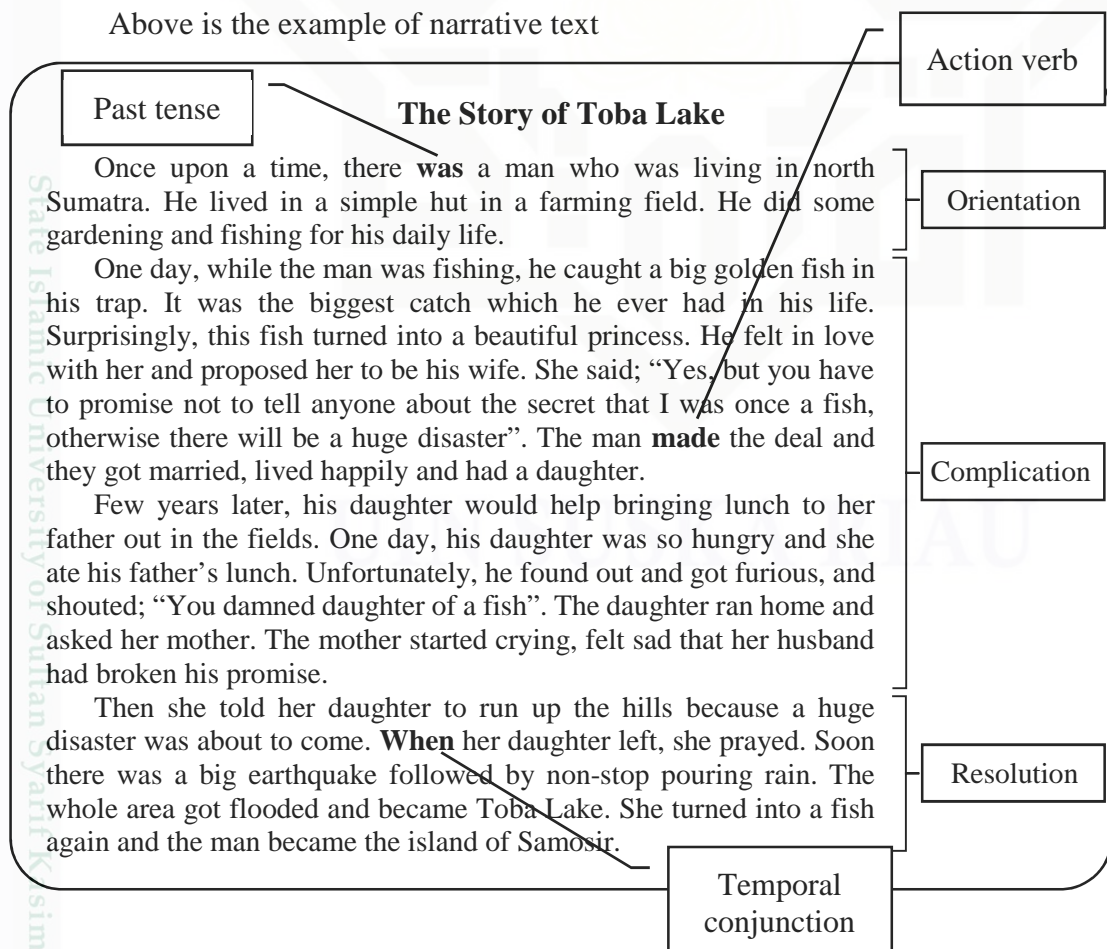 Above is the example of narrative text
Action verb
Past tense
The Story of Toba Lake
Once upon a time, there was a man who was living in north
Sumatra. He lived in a simple hut in a farming field. He did some
gardening and fishing for his daily life.
Orientation
One day, while the man was fishing, he caught a big golden fish in
his trap. It was the biggest catch which he ever had in his life.
Surprisingly, this fish turned into a beautiful princess. He felt in love
with her and proposed her to be his wife. She said; “Yes, but you have
to promise not to tell anyone about the secret that I was once a fish,
otherwise there will be a huge disaster”. The man made the deal and
they got married, lived happily and had a daughter.
Complication
Few years later, his daughter would help bringing lunch to her
father out in the fields. One day, his daughter was so hungry and she
ate his father’s lunch. Unfortunately, he found out and got furious, and
shouted; “You damned daughter of a fish”. The daughter ran home and
asked her mother. The mother started crying, felt sad that her husband
had broken his promise.
Then she told her daughter to run up the hills because a huge
disaster was about to come. When her daughter left, she prayed. Soon
there was a big earthquake followed by non-stop pouring rain. The
whole area got flooded and became Toba Lake. She turned into a fish
again and the man became the island of Samosir.
Resolution
Temporal
conjunction
State Islamic University of Sultan Syarif Kasim
UIN SUSKA RIAU